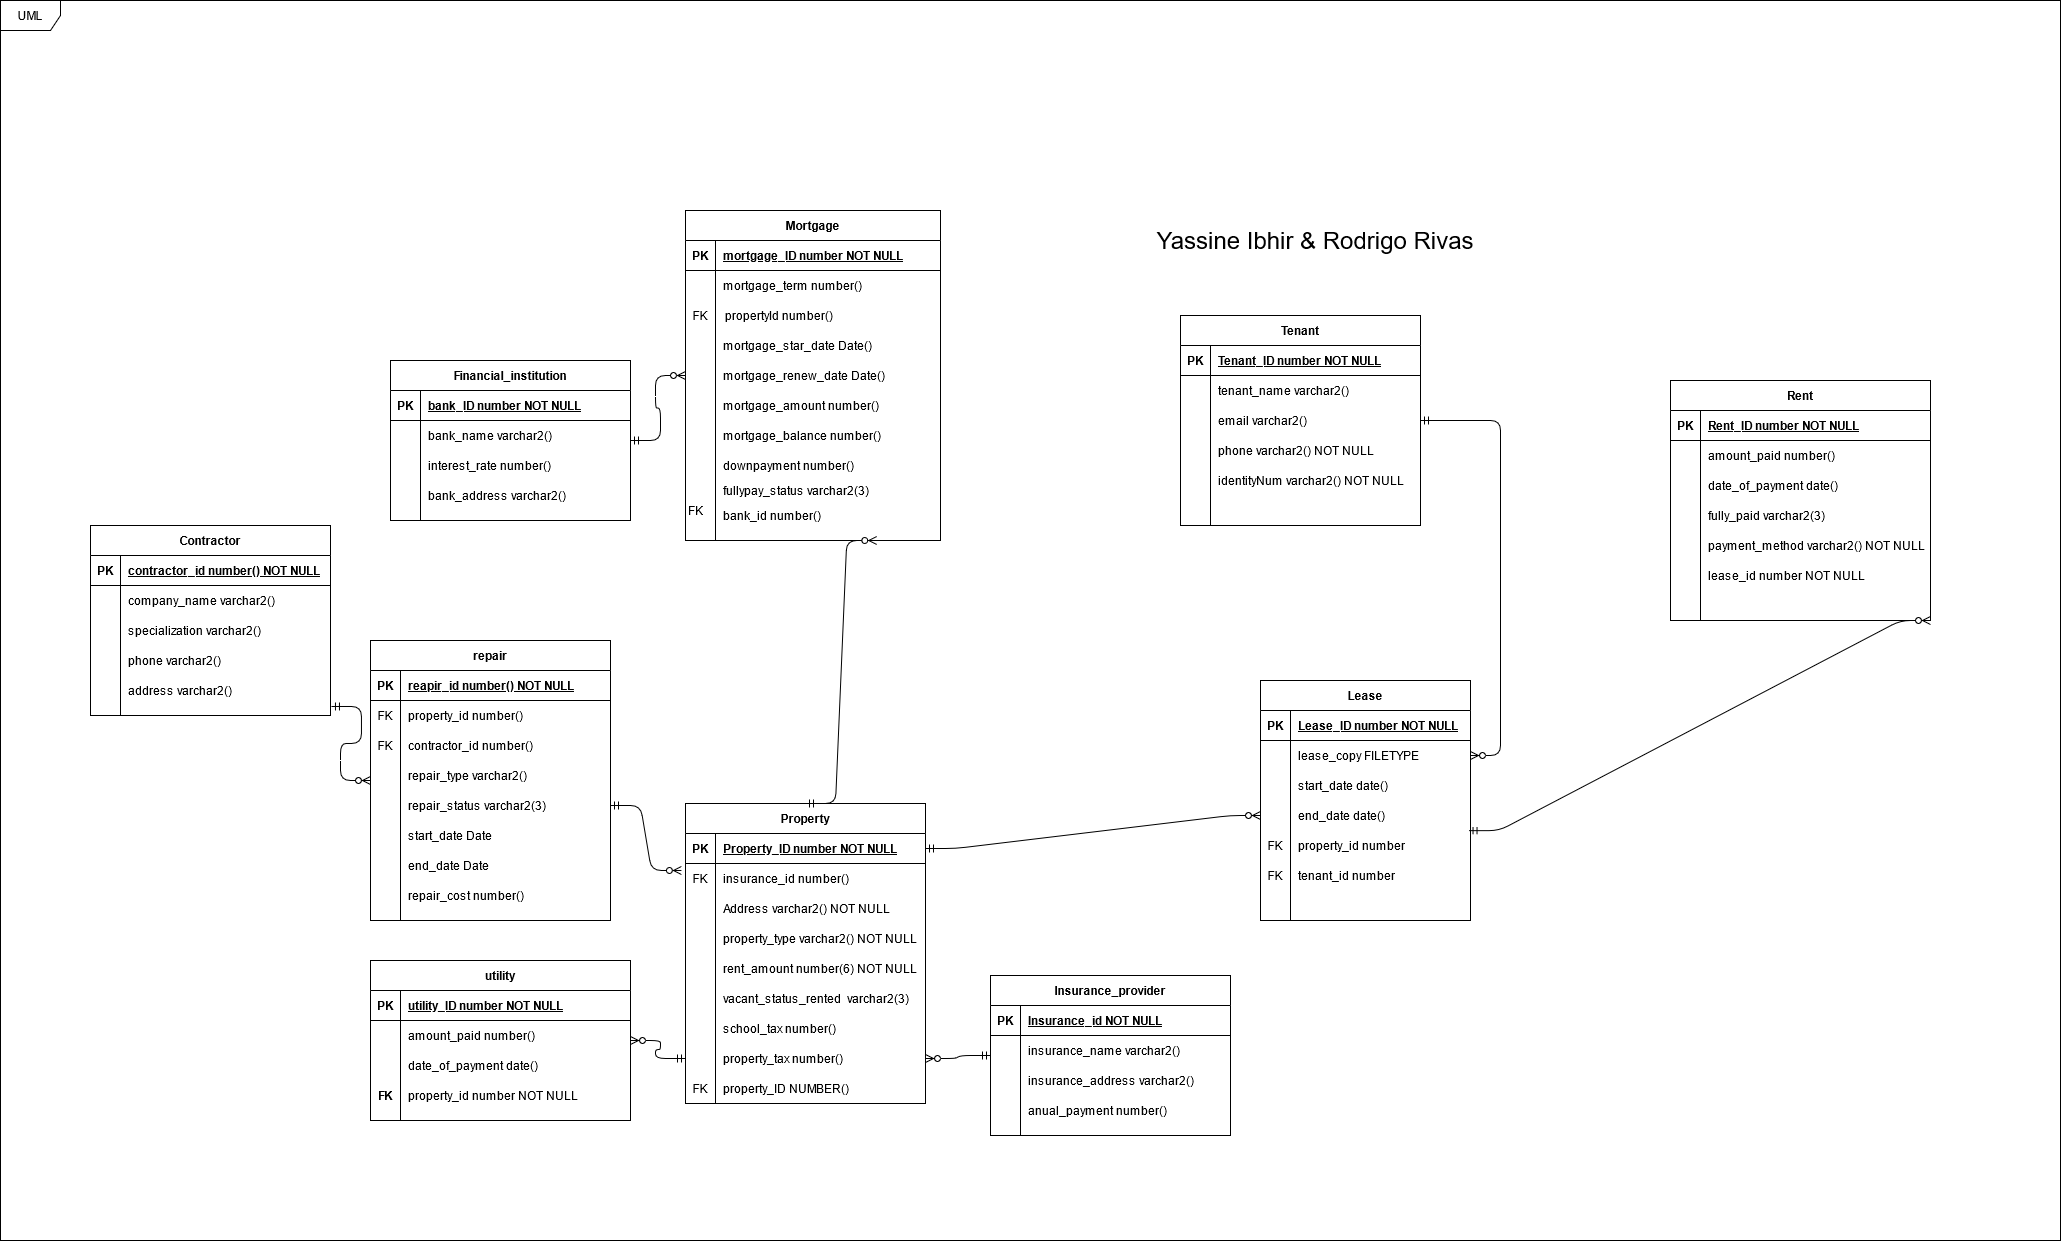 UML
Yassine Ibhir & Rodrigo Rivas
Mortgage
PK mortgage_ID number NOT NULL
mortgage_term number()
FK propertyId number()
mortgage_star_date Date()
mortgage_renew_date Date()
mortgage_amount number()
mortgage_balance number()
downpayment number()
fullypay_status varchar2(3)
FK bank_id number()
Tenant
PK Tenant_ID number NOT NULL
tenant_name varchar2()
email varchar2()
phone varchar2() NOT NULL
identityNum varchar2() NOT NULL
Financial_institution
PK bank_ID number NOT NULL
bank_name varchar2()
interest_rate number()
bank_address varchar2()
Rent
PK Rent_ID number NOT NULL
amount_paid number()
date_of_payment date()
fully_paid varchar2(3)
payment_method varchar2() NOT NULL
lease_id number NOT NULL
Contractor
PK contractor_id number() NOT NULL
company_name varchar2()
specialization varchar2()
phone varchar2()
address varchar2()
repair
PK reapir_id number() NOT NULL
FK property_id number()
FK contractor_id number()
repair_type varchar2()
repair_status varchar2(3)
start_date Date
end_date Date
repair_cost number()
Lease
PK Lease_ID number NOT NULL
lease_copy FILETYPE
start_date date()
end_date date()
FK property_id number
FK tenant_id number
Property
PK Property_ID number NOT NULL
FK insurance_id number()
Address varchar2() NOT NULL
property_type varchar2() NOT NULL
rent_amount number(6) NOT NULL
vacant_status_rented varchar2(3)
school_tax number()
property_tax number()
FK property_ID NUMBER()
utility
PK utility_ID number NOT NULL
amount_paid number()
date_of_payment date()
FK property_id number NOT NULL
Insurance_provider
PK Insurance_id NOT NULL
insurance_name varchar2()
insurance_address varchar2()
anual_payment number()